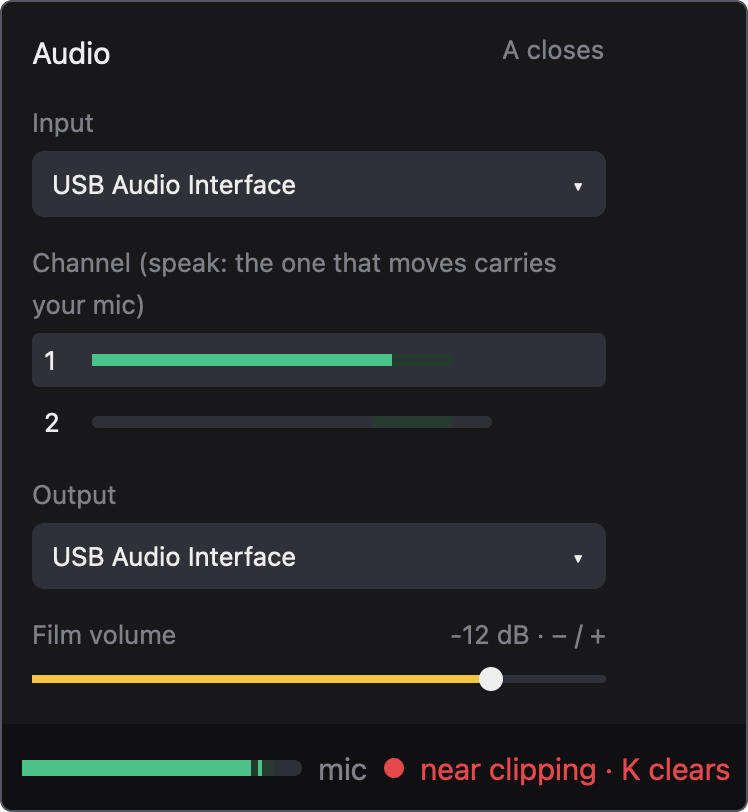 Audio
A closes
Input
USB Audio Interface
Channel (speak: the one that moves carries
your mic)
1
2
Output
USB Audio Interface
Film volume
-12 dB · – / +
mic
near clipping · K clears